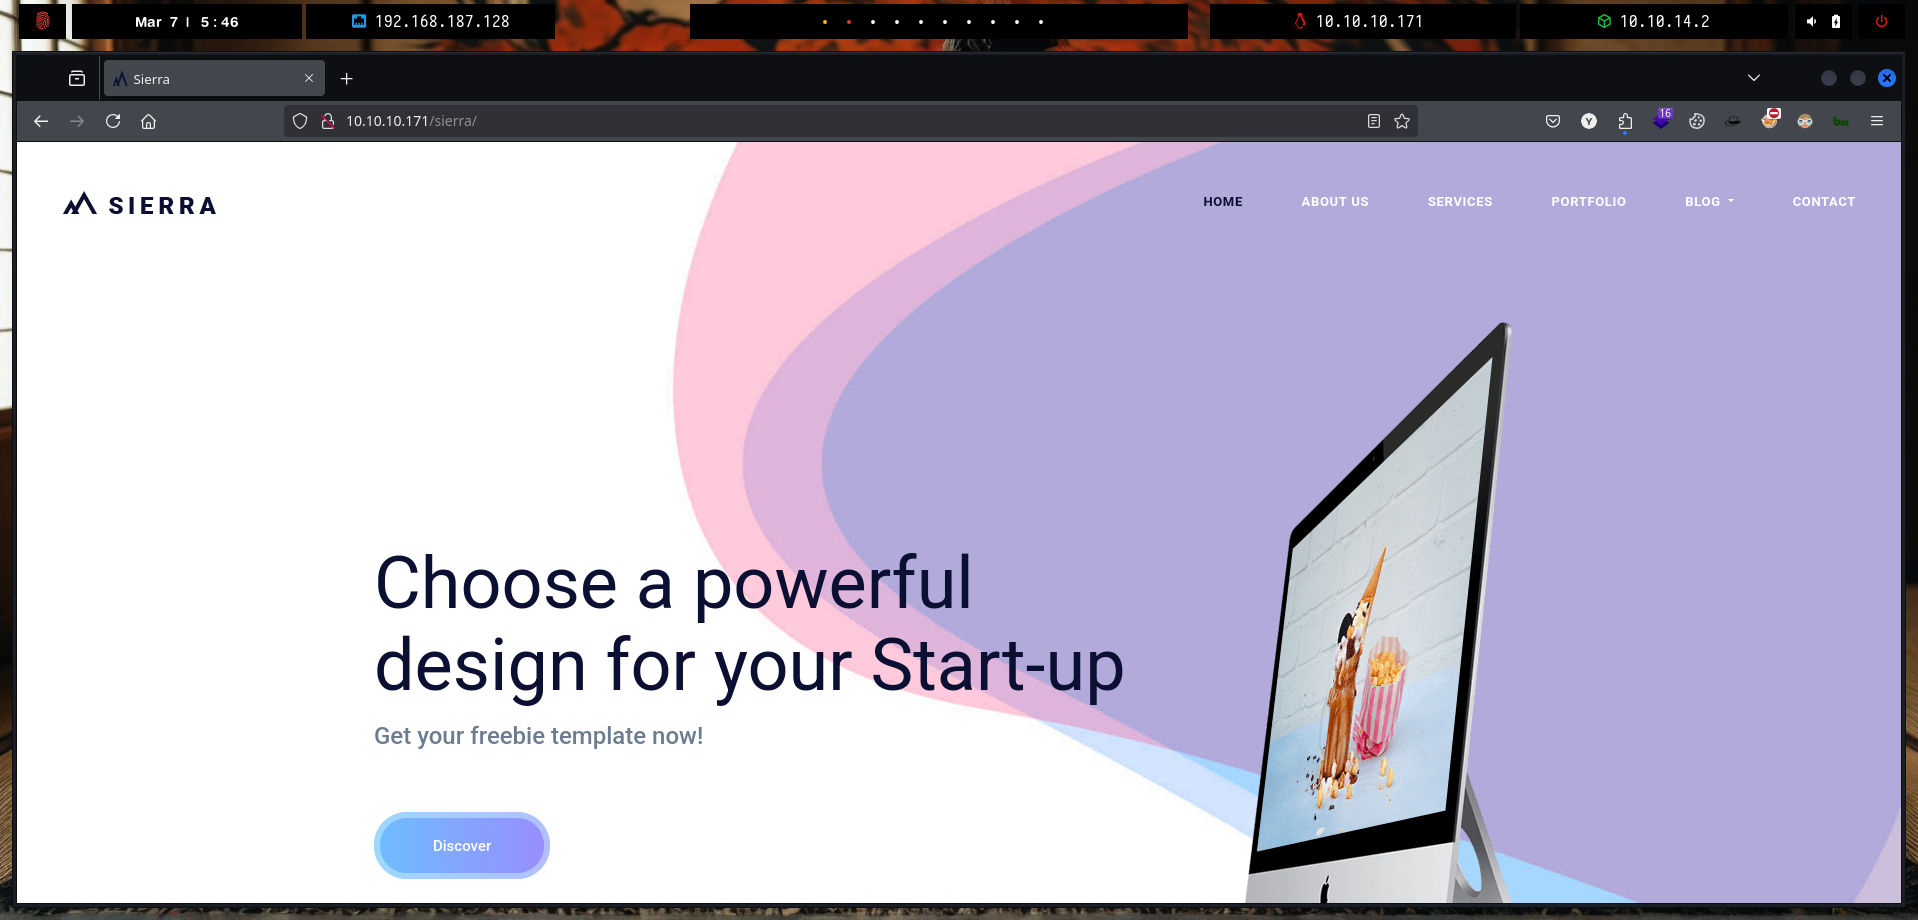 Mar 7 | 5:46
192.168.187.128
10.10.10.171
10.10.14.2
Sierra
10.10.10.171/sierra/
Y
16
bw
SIERRA
HOME
ABOUT US
SERVICES
PORTFOLIO
BLOG
CONTACT
Choose a powerful
design for your Start-up
Get your freebie template now!
Discover